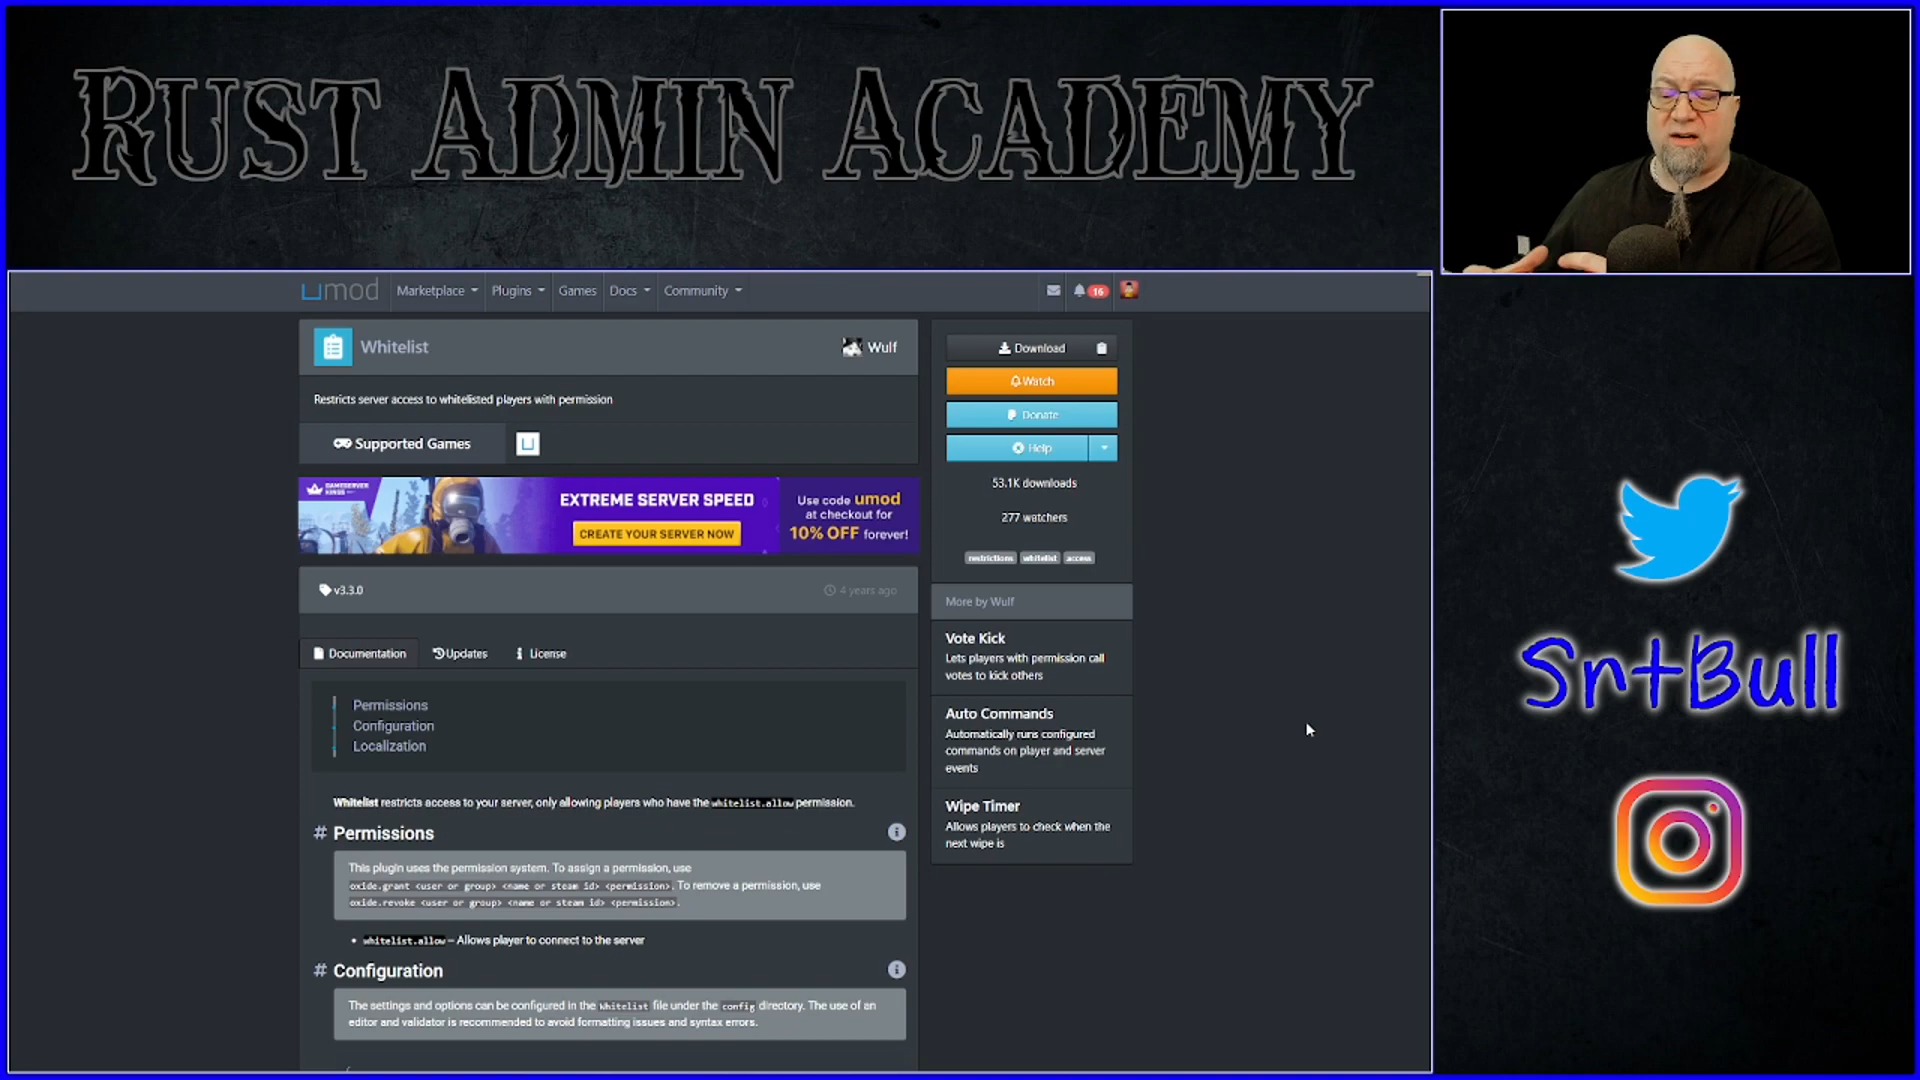 RUST ADMIN ACADEMY
umod Marketplace Plugins Games Docs Community 16
Whitelist
Wulf
Restricts server access to whitelisted players with permission
Supported Games
GAMESERVER
KINGS
EXTREME SERVER SPEED
CREATE YOUR SERVER NOW
Use code umod
at checkout for
10% OFF forever!
v3.3.0
4 years ago
Documentation Updates License
Permissions
Configuration
Localization
Whitelist restricts access to your server, only allowing players who have the whitelist.allow permission.
# Permissions
This plugin uses the permission system. To assign a permission, use
oxide.grant <user or group> <name or steam id> <permission>. To remove a permission, use
oxide.revoke <user or group> <name or steam id> <permission>.
• whitelist.allow – Allows player to connect to the server
# Configuration
The settings and options can be configured in the Whitelist file under the config directory. The use of an
editor and validator is recommended to avoid formatting issues and syntax errors.
Download
Watch
Donate
Help
53.1K downloads
277 watchers
restrictions whitelist access
More by Wulf
Vote Kick
Lets players with permission call
votes to kick others
Auto Commands
Automatically runs configured
commands on player and server
events
Wipe Timer
Allows players to check when the
next wipe is
SntBull